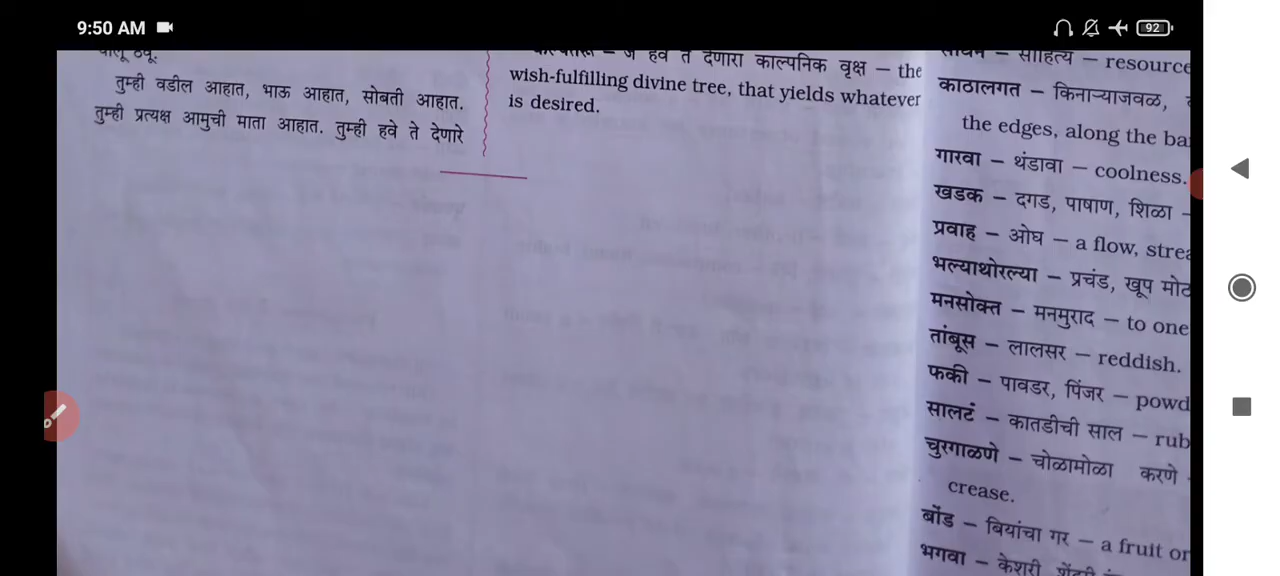 9:50 AM
92
तुम्ही वडील आहात, भाऊ आहात, सोबती आहात.
तुम्ही प्रत्यक्ष आमुची माता आहात. तुम्ही हवे ते देणारे
जे हवे ते देणारा काल्पनिक वृक्ष – the
wish-fulfilling divine tree, that yields whatever
is desired.
साधन – साहित्य – resource
काठालगत – किनाऱ्याजवळ,
the edges, along the ba
गारवा – थंडावा – coolness.
खडक – दगड, पाषाण, शिळा –
प्रवाह – ओघ – a flow, strea
भल्याथोरल्या – प्रचंड, खूप मोठ
मनसोक्त – मनमुराद – to one
तांबूस – लालसर – reddish.
फकी – पावडर, पिंजर – powd
सालटं – कातडीची साल – rub
चुरगाळणे – चोळामोळा करणे -
crease.
बोंड – बियांचा गर – a fruit or
भगवा – केशरी,